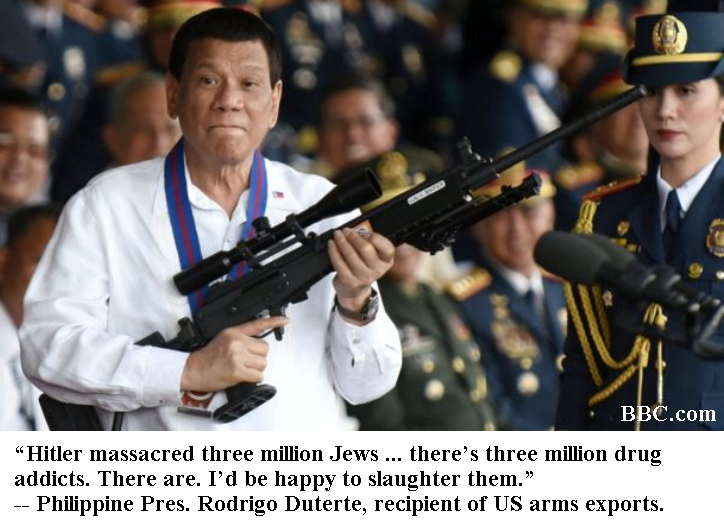 BBC.com
“Hitler massacred three million Jews ... there’s three million drug
addicts. There are. I’d be happy to slaughter them.”
-- Philippine Pres. Rodrigo Duterte, recipient of US arms exports.